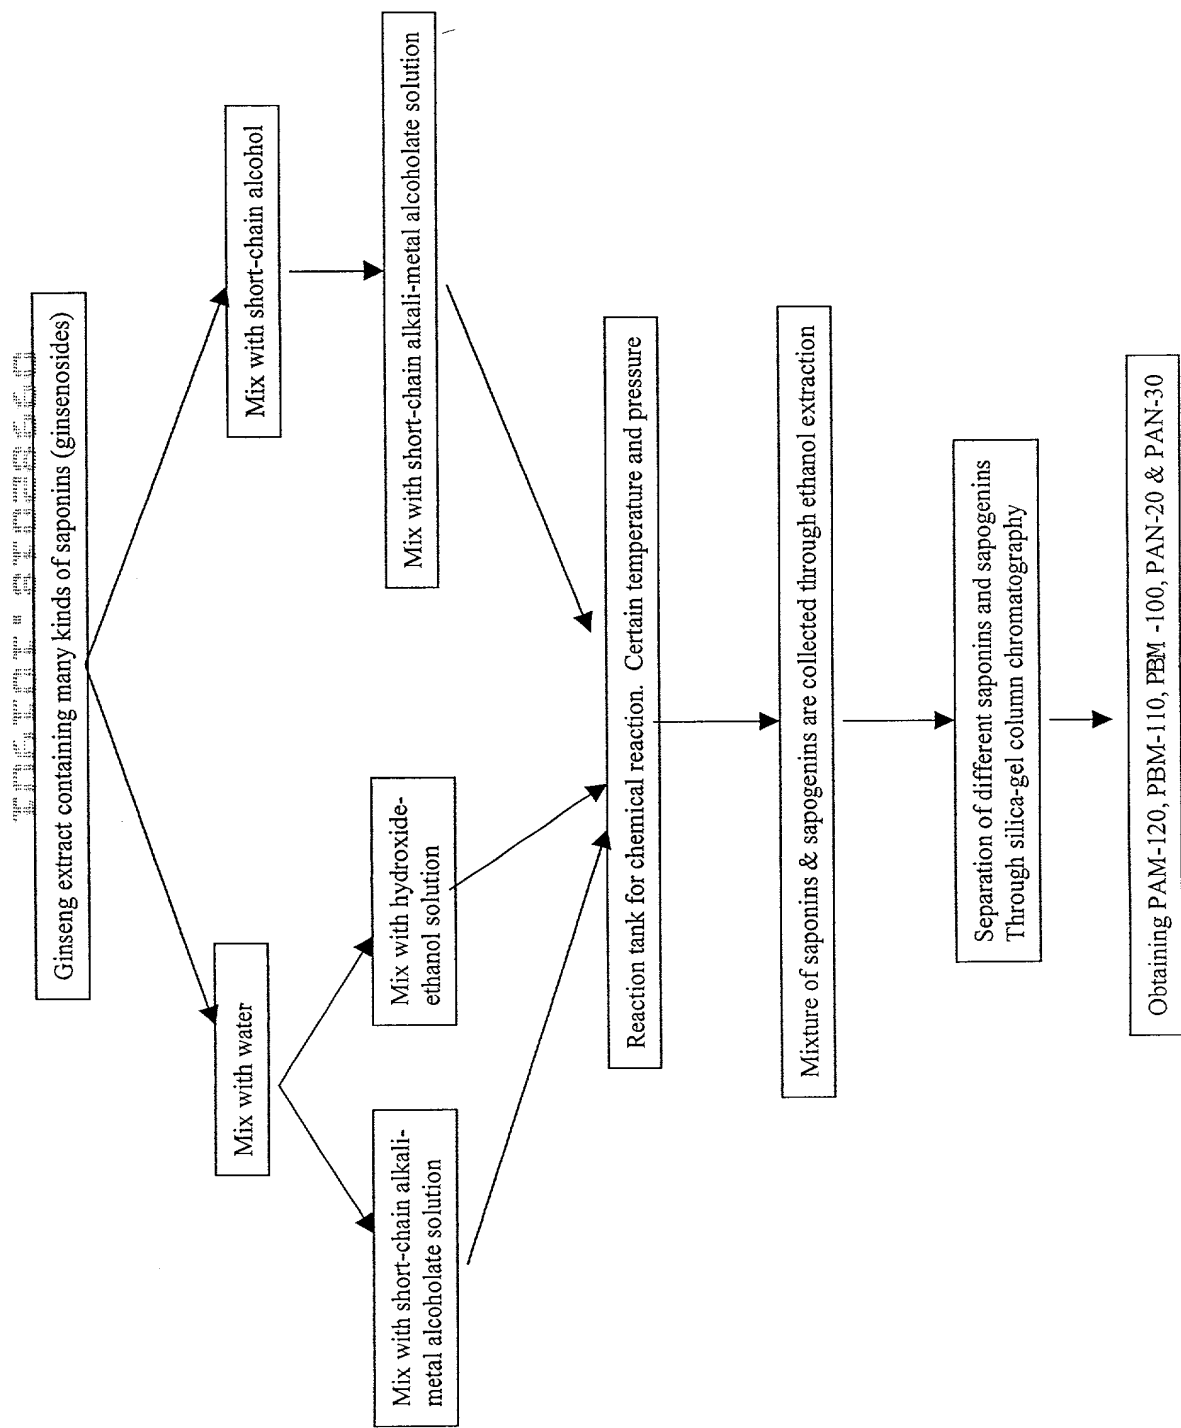 Ginseng extract containing many kinds of saponins (ginsenosides)
Mix with water
Mix with short-chain alcohol
Mix with short-chain alkali-
metal alcoholate solution
Mix with hydroxide-
ethanol solution
Mix with short-chain alkali-metal alcoholate solution
Reaction tank for chemical reaction. Certain temperature and pressure
Mixture of saponins & sapogenins are collected through ethanol extraction
Separation of different saponins and sapogenins
Through silica-gel column chromatography
Obtaining PAM-120, PBM-110, PBM -100, PAN-20 & PAN-30